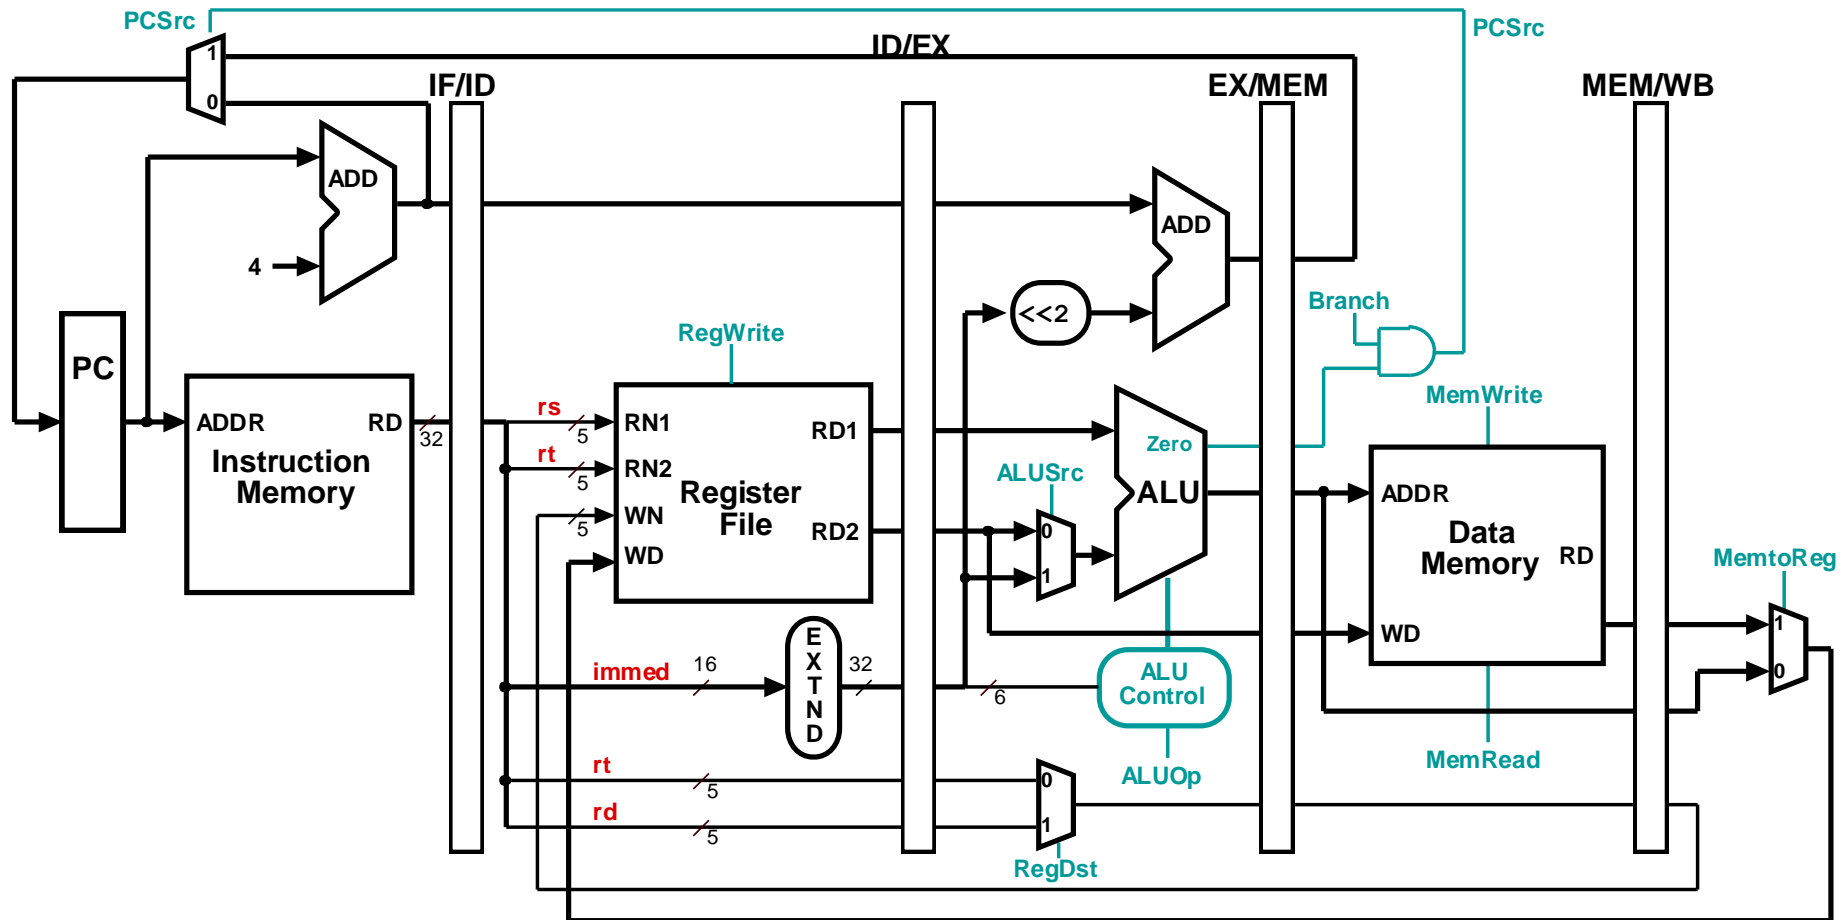 PCSrc
PCSrc
1
0
ID/EX
IF/ID
EX/MEM
MEM/WB
ADD
4
ADD
<<2
Branch
RegWrite
PC
ADDR
RD
32
Instruction
Memory
rs
5
rt
5
5
RN1
RN2
WN
WD
RD1
RD2
Register
File
ALUSrc
0
1
Zero
ALU
MemWrite
ADDR
Data
Memory
RD
WD
MemtoReg
1
0
immed
16
E
X
T
N
D
32
6
ALU
Control
ALUOp
MemRead
rt
5
rd
5
0
1
RegDst